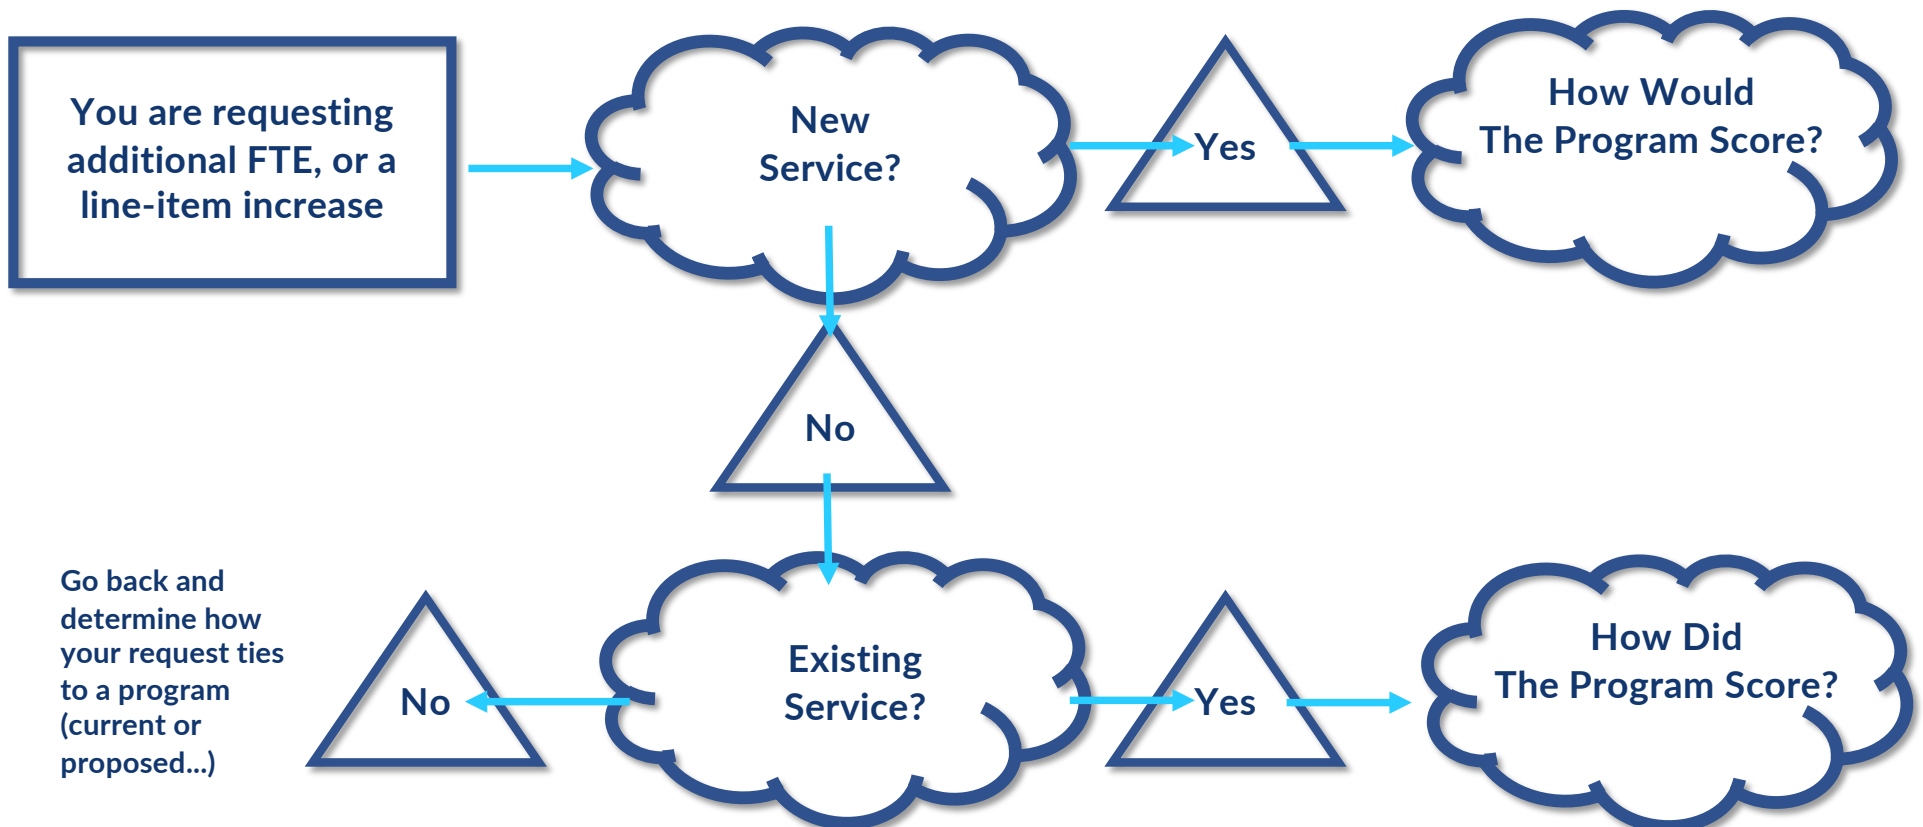 You are requesting
additional FTE, or a
line-item increase
New
Service?
Yes
How Would
The Program Score?
No
Go back and
determine how
your request ties
to a program
(current or
proposed...)
No
Existing
Service?
Yes
How Did
The Program Score?